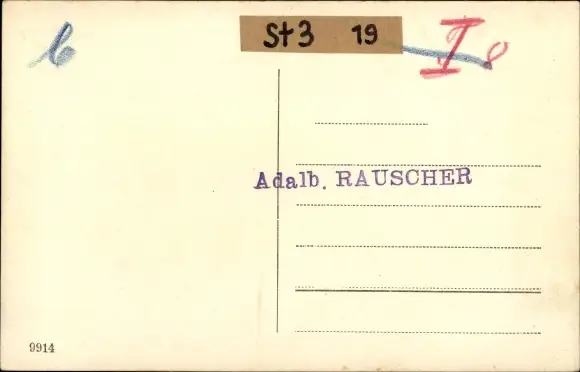 St3 19
I
Adalb. RAUSCHER
9914